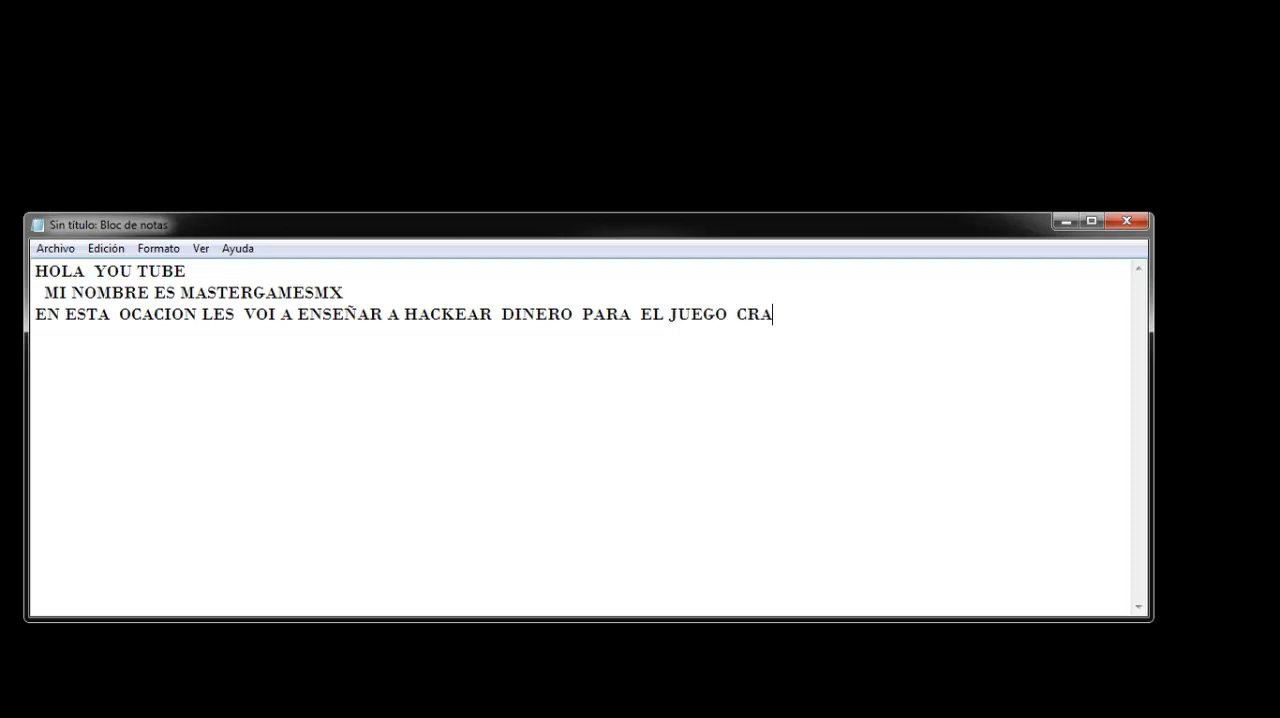 Sin título: Bloc de notas
Archivo Edición Formato Ver Ayuda
HOLA YOU TUBE
MI NOMBRE ES MASTERGAMESMX
EN ESTA OCACION LES VOI A ENSEÑAR A HACKEAR DINERO PARA EL JUEGO CRA